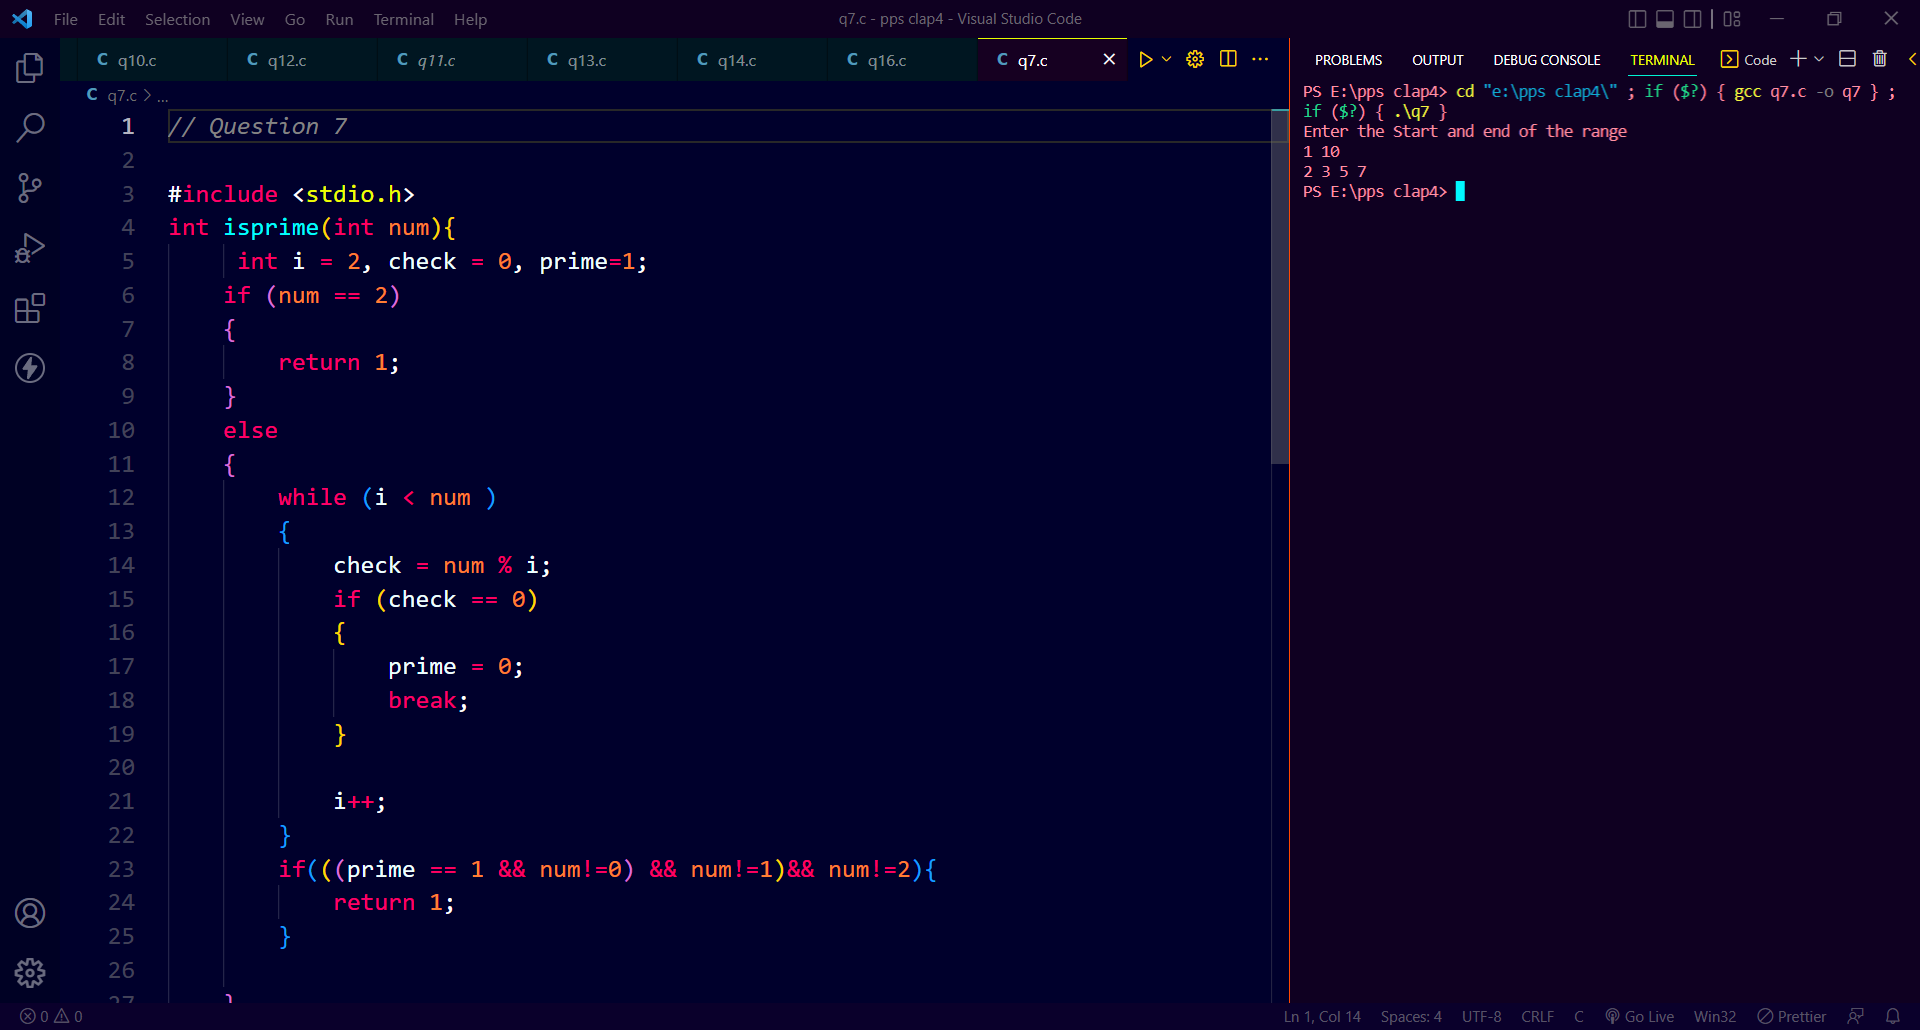 File Edit Selection View Go Run Terminal Help
q7.c - pps clap4 - Visual Studio Code
C q10.c C q12.c C q11.c C q13.c C q14.c C q16.c C q7.c
C q7.c > ...
1 // Question 7
2
3 #include <stdio.h>
4 int isprime(int num){
5 int i = 2, check = 0, prime=1;
6 if (num == 2)
7 {
8 return 1;
9 }
10 else
11 {
12 while (i < num )
13 {
14 check = num % i;
15 if (check == 0)
16 {
17 prime = 0;
18 break;
19 }
20
21 i++;
22 }
23 if(((prime == 1 && num!=0) && num!=1)&& num!=2){
24 return 1;
25 }
26
27 }
PROBLEMS OUTPUT DEBUG CONSOLE TERMINAL Code
PS E:\pps clap4> cd "e:\pps clap4\" ; if ($?) { gcc q7.c -o q7 } ;
if ($?) { .\q7 }
Enter the Start and end of the range
1 10
2 3 5 7
PS E:\pps clap4>
0 0 Ln 1, Col 14 Spaces: 4 UTF-8 CRLF C Go Live Win32 Prettier